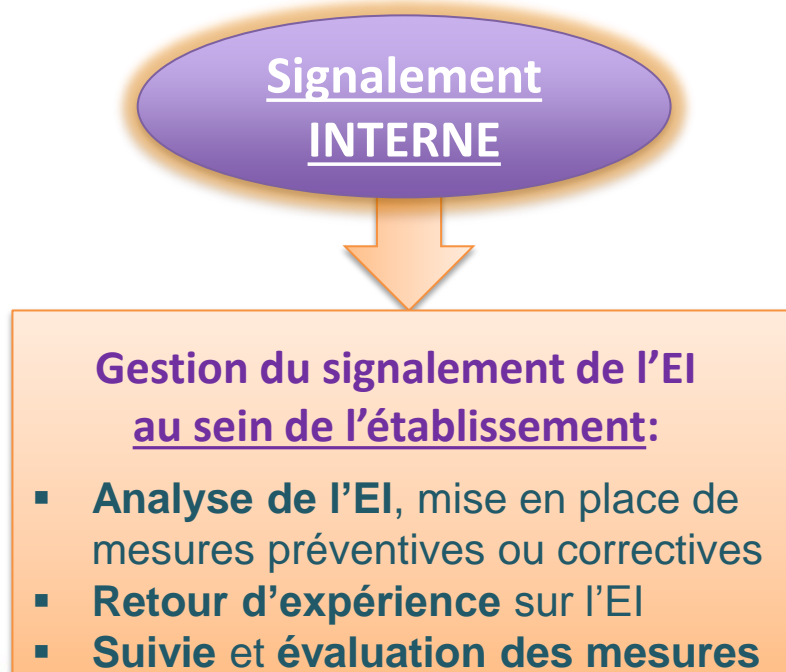 Signalement
INTERNE
Gestion du signalement de l’EI
au sein de l’établissement:
▪ Analyse de l’EI, mise en place de
mesures préventives ou correctives
▪ Retour d’expérience sur l’EI
▪ Suivie et évaluation des mesures